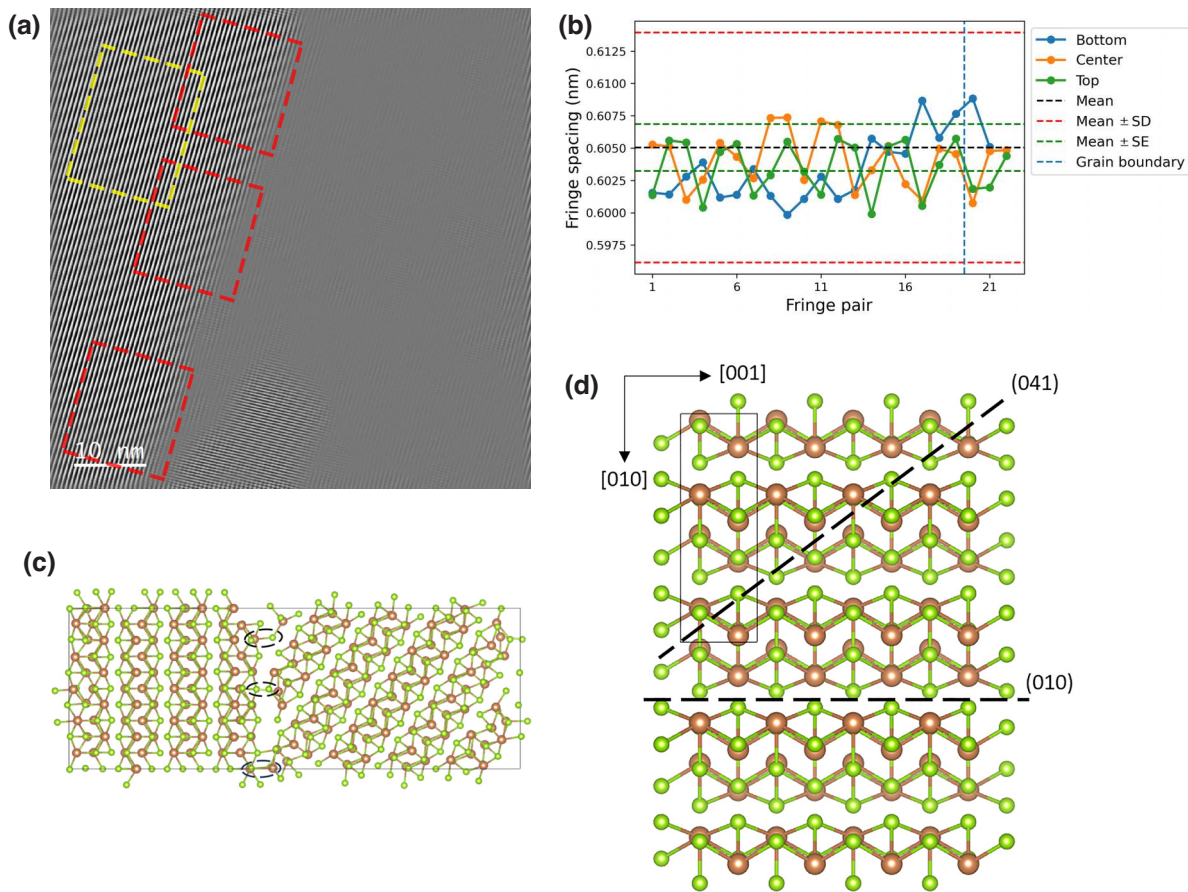 (a)
10 nm
(b)
Fringe spacing (nm)
0.6125
0.6100
0.6075
0.6050
0.6025
0.6000
0.5975
1
6
11
16
21
Fringe pair
Bottom
Center
Top
Mean
Mean ± SD
Mean ± SE
Grain boundary
(c)
(d)
[001]
[010]
(041)
(010)